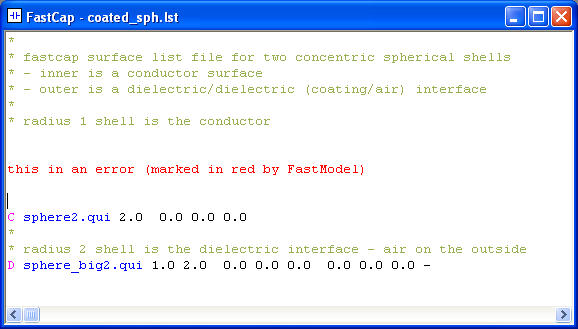 FastCap - coated_sph.lst
*
* fastcap surface list file for two concentric spherical shells
* - inner is a conductor surface
* - outer is a dielectric/dielectric (coating/air) interface
*
* radius 1 shell is the conductor
this in an error (marked in red by FastModel)
C sphere2.qui 2.0  0.0 0.0 0.0
*
* radius 2 shell is the dielectric interface - air on the outside
D sphere_big2.qui 1.0 2.0  0.0 0.0 0.0  0.0 0.0 0.0 -